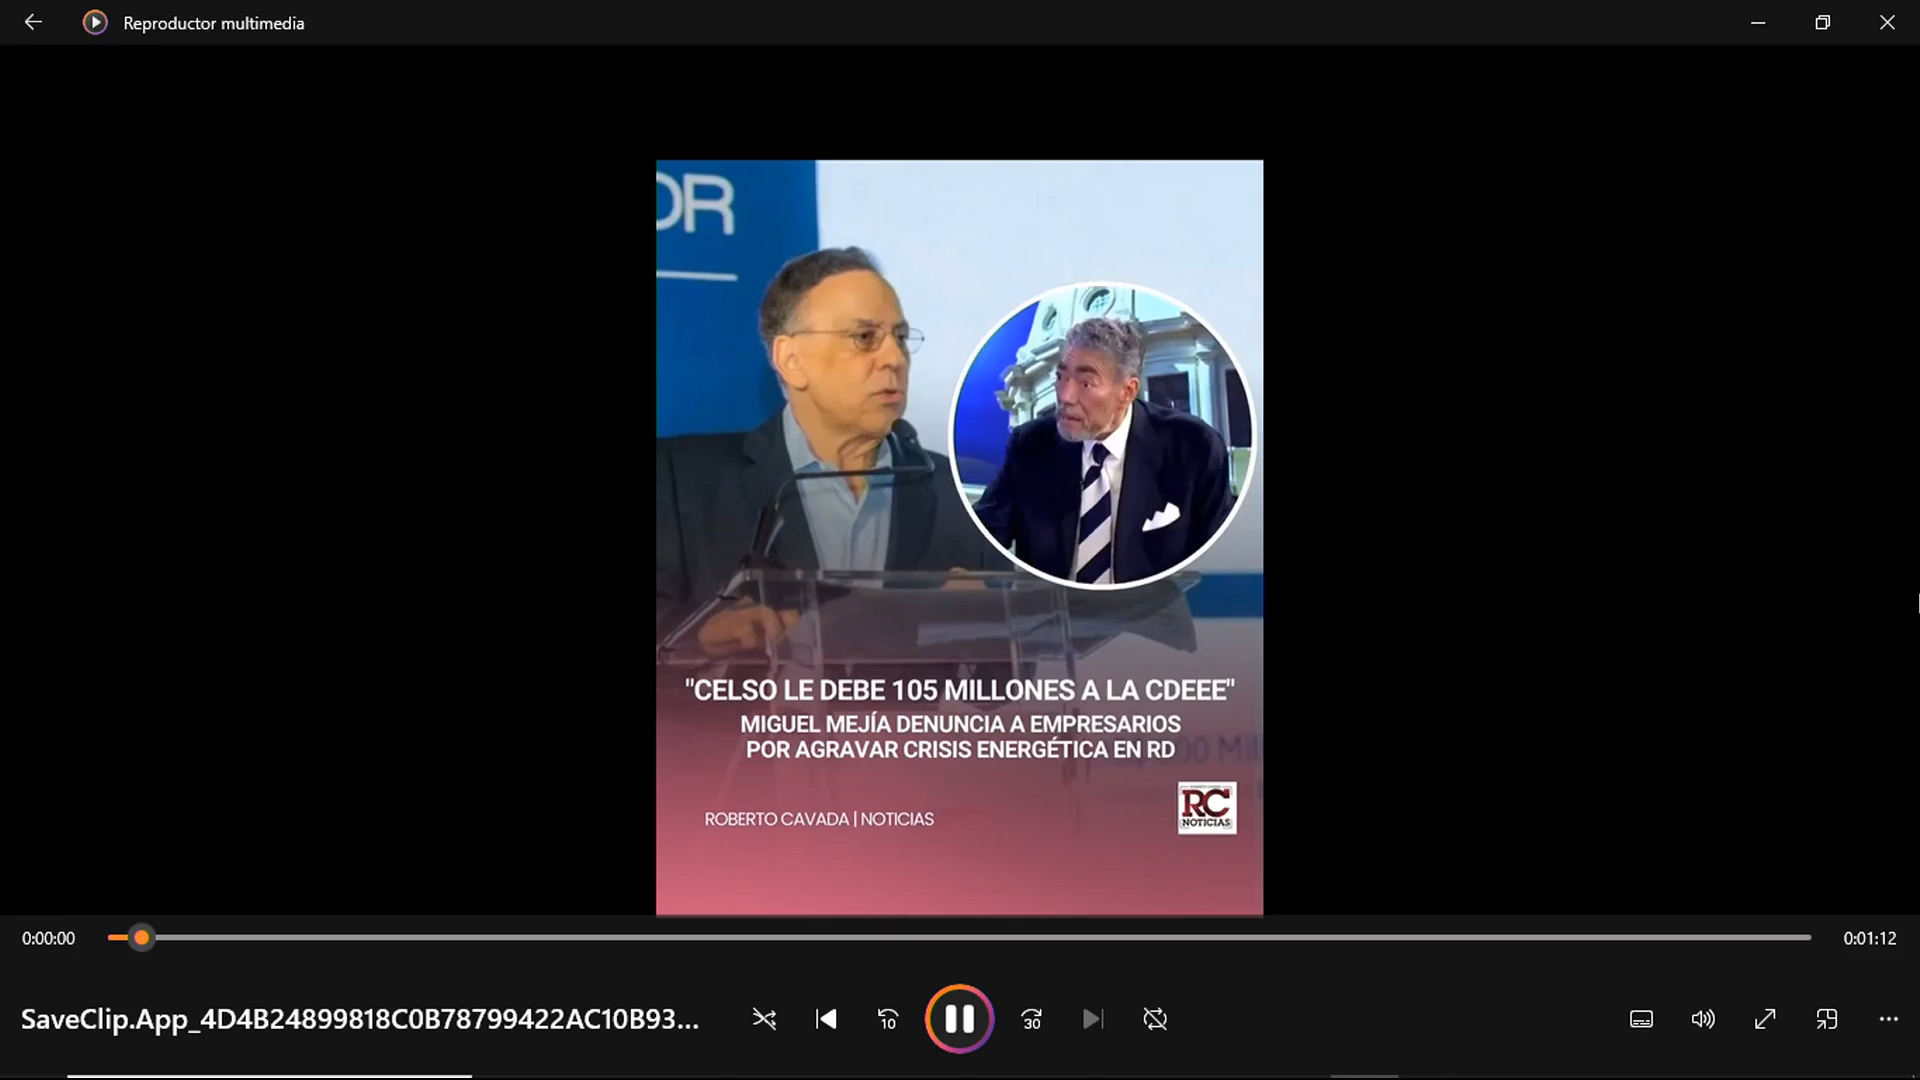 Reproductor multimedia
OR
"CELSO LE DEBE 105 MILLONES A LA CDEEE"
MIGUEL MEJÍA DENUNCIA A EMPRESARIOS
POR AGRAVAR CRISIS ENERGÉTICA EN RD
ROBERTO CAVADA | NOTICIAS
RC
NOTICIAS
0:00:00
0:01:12
SaveClip.App_4D4B24899818C0B78799422AC10B93...
10
30